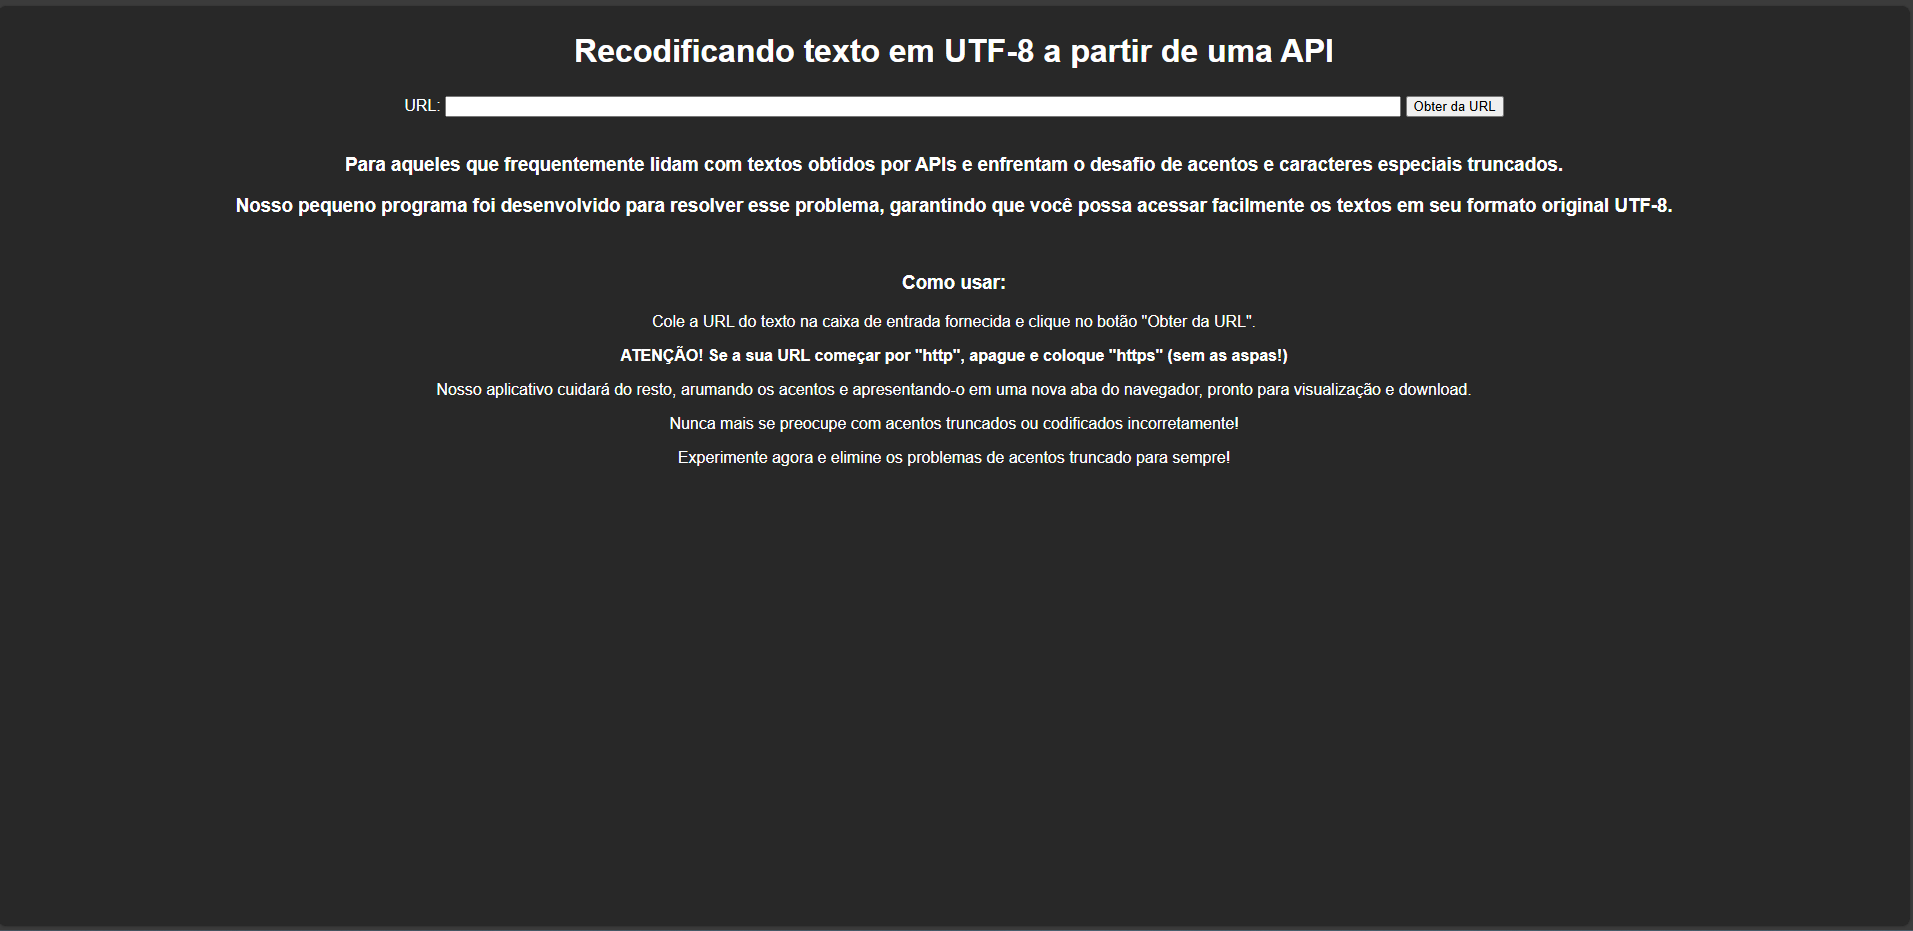 Recodificando texto em UTF-8 a partir de uma API
URL: Obter da URL
Para aqueles que frequentemente lidam com textos obtidos por APIs e enfrentam o desafio de acentos e caracteres especiais truncados.
Nosso pequeno programa foi desenvolvido para resolver esse problema, garantindo que você possa acessar facilmente os textos em seu formato original UTF-8.
Como usar:
Cole a URL do texto na caixa de entrada fornecida e clique no botão "Obter da URL".
ATENÇÃO! Se a sua URL começar por "http", apague e coloque "https" (sem as aspas!)
Nosso aplicativo cuidará do resto, arumando os acentos e apresentando-o em uma nova aba do navegador, pronto para visualização e download.
Nunca mais se preocupe com acentos truncados ou codificados incorretamente!
Experimente agora e elimine os problemas de acentos truncado para sempre!